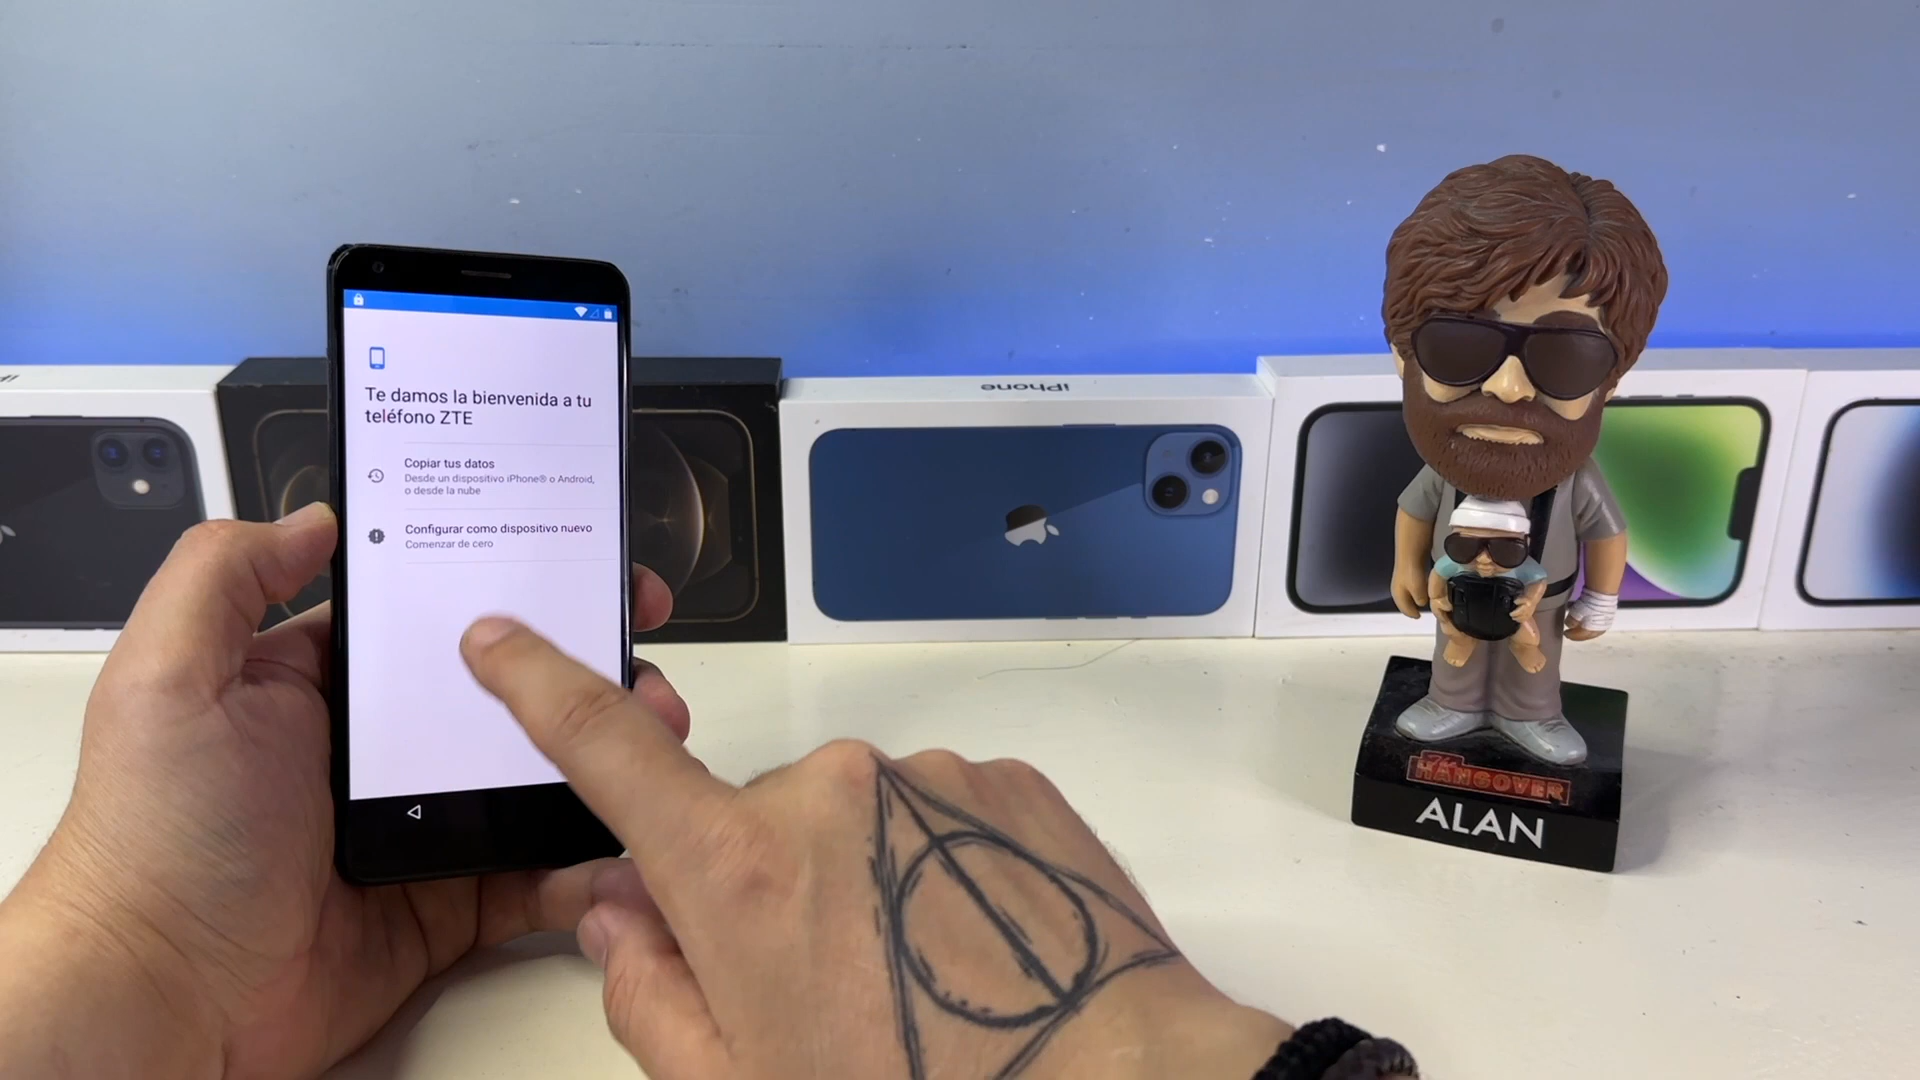 Te damos la bienvenida a tu
teléfono ZTE
Copiar tus datos
Desde un dispositivo iPhone® o Android,
o desde la nube
Configurar como dispositivo nuevo
Comenzar de cero
iPhone
The
HANGOVER
ALAN